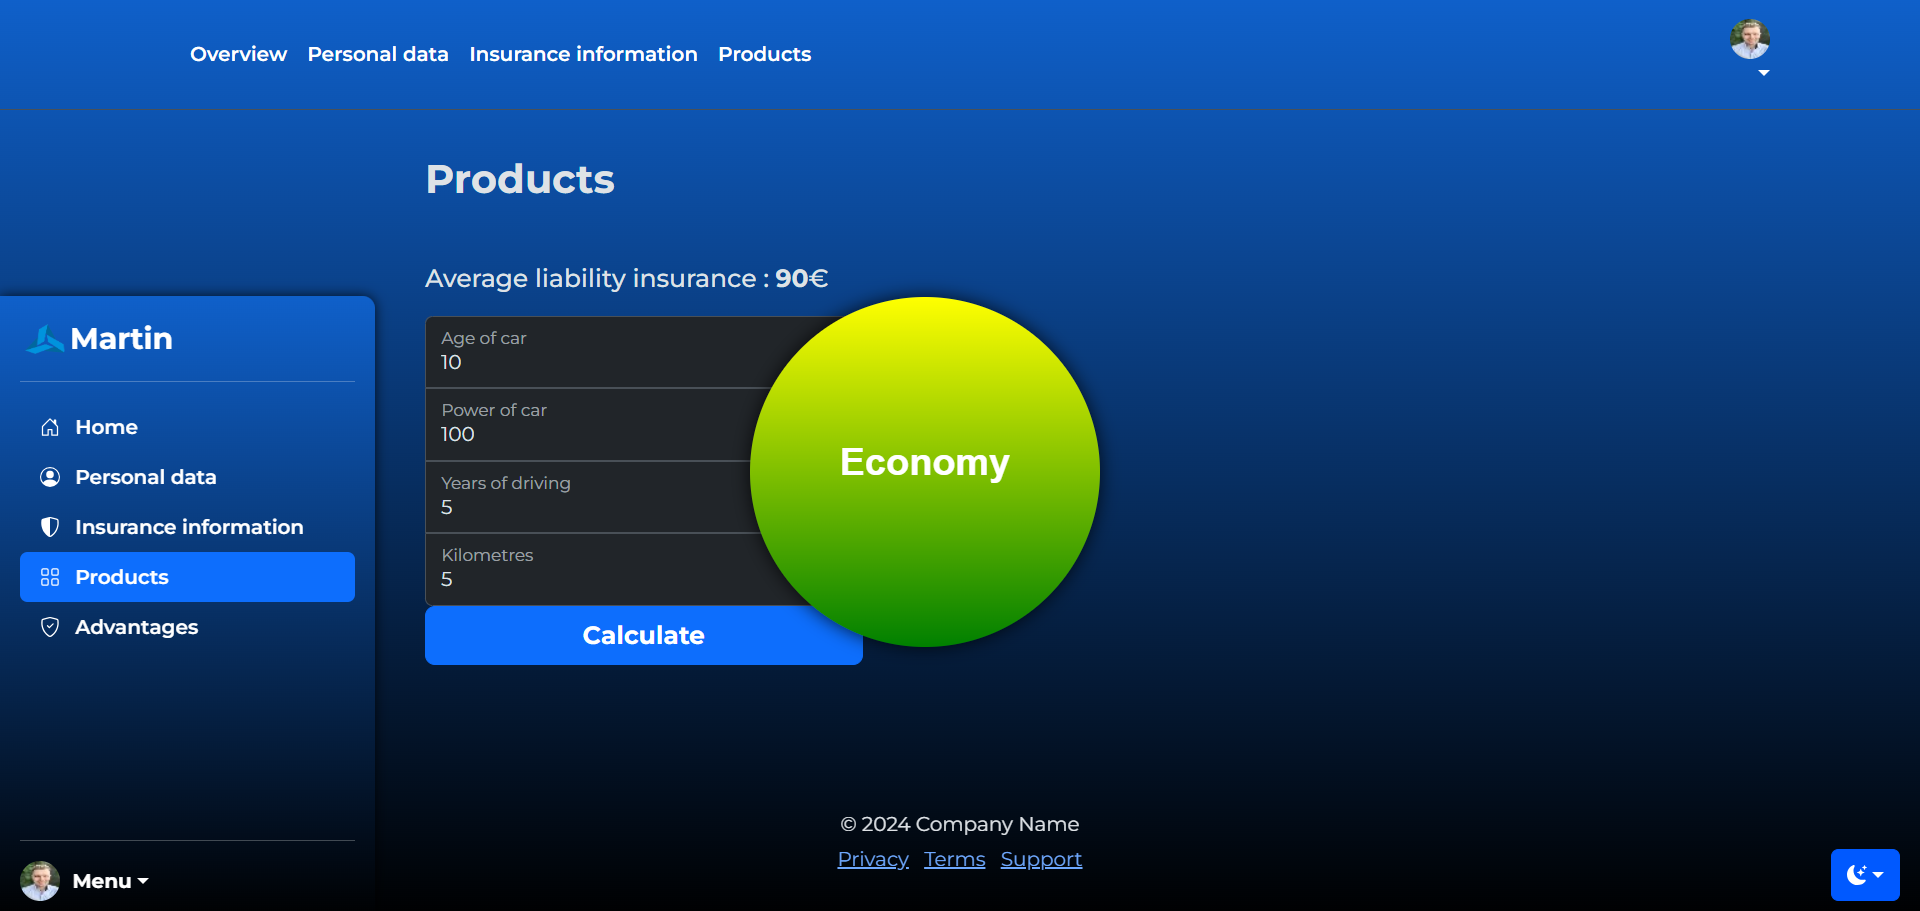 Overview Personal data Insurance information Products
Products
Average liability insurance : 90€
Martin
Home
Personal data
Insurance information
Products
Advantages
Menu
Age of car
10
Power of car
100
Years of driving
5
Kilometres
5
Calculate
Economy
© 2024 Company Name
Privacy Terms Support